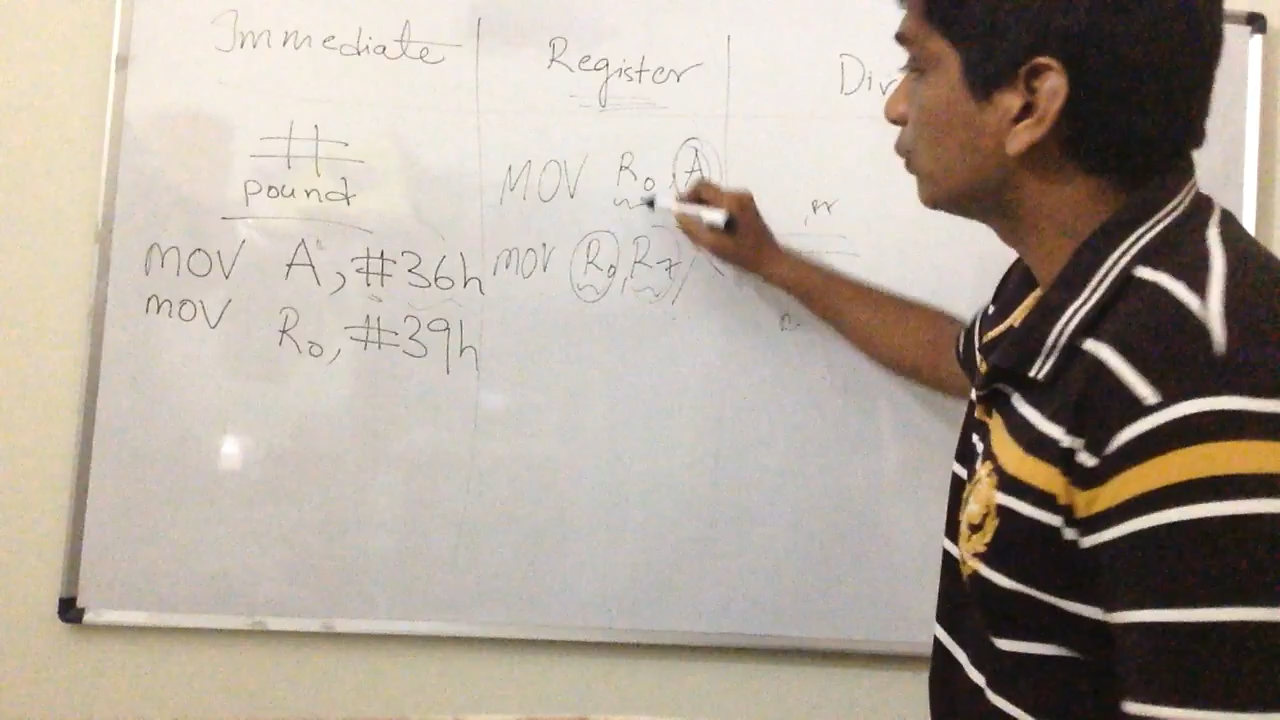 Immediate
#
pound
mov A, #36h
mov R0, #39h
Register
MOV R0, A
mov R0, R7
Dir